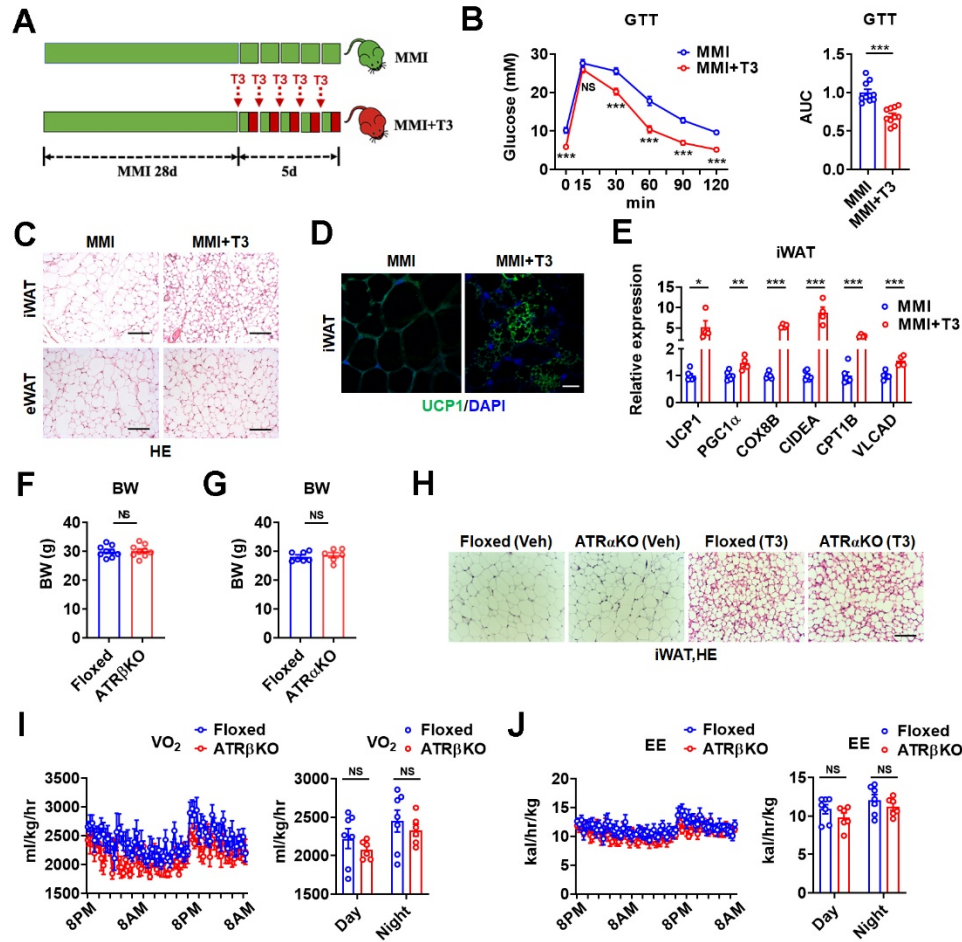 A
MMI
T3 T3 T3 T3 T3
MMI+T3
MMI 28d
5d
B
GTT
MMI
MMI+T3
Glucose (mM)
30
20
10
0
NS
***
***
***
***
***
0 15 30 60 90 120
min
GTT
***
AUC
1.5
1.0
0.5
0.0
MMI
MMI+T3
C
MMI
MMI+T3
iWAT
eWAT
HE
D
MMI
MMI+T3
iWAT
UCP1/DAPI
E
iWAT
Relative expression
15
10
5
2
1
0
* ** *** *** *** ***
MMI
MMI+T3
UCP1
PGC1α
COX8B
CIDEA
CPT1B
VLCAD
F
BW
NS
BW (g)
40
30
20
10
0
Floxed
ATRβKO
G
BW
NS
BW (g)
40
30
20
10
0
Floxed
ATRαKO
H
Floxed (Veh)
ATRαKO (Veh)
Floxed (T3)
ATRαKO (T3)
iWAT,HE
I
VO2
Floxed
ATRβKO
ml/kg/hr
3500
3000
2500
2000
1500
8PM
8AM
8PM
8AM
VO2
Floxed
ATRβKO
NS
NS
ml/kg/hr
3000
2500
2000
1500
Day
Night
J
EE
Floxed
ATRβKO
kal/hr/kg
20
15
10
5
0
8PM
8AM
8PM
8AM
EE
Floxed
ATRβKO
NS
NS
kal/hr/kg
15
10
5
0
Day
Night